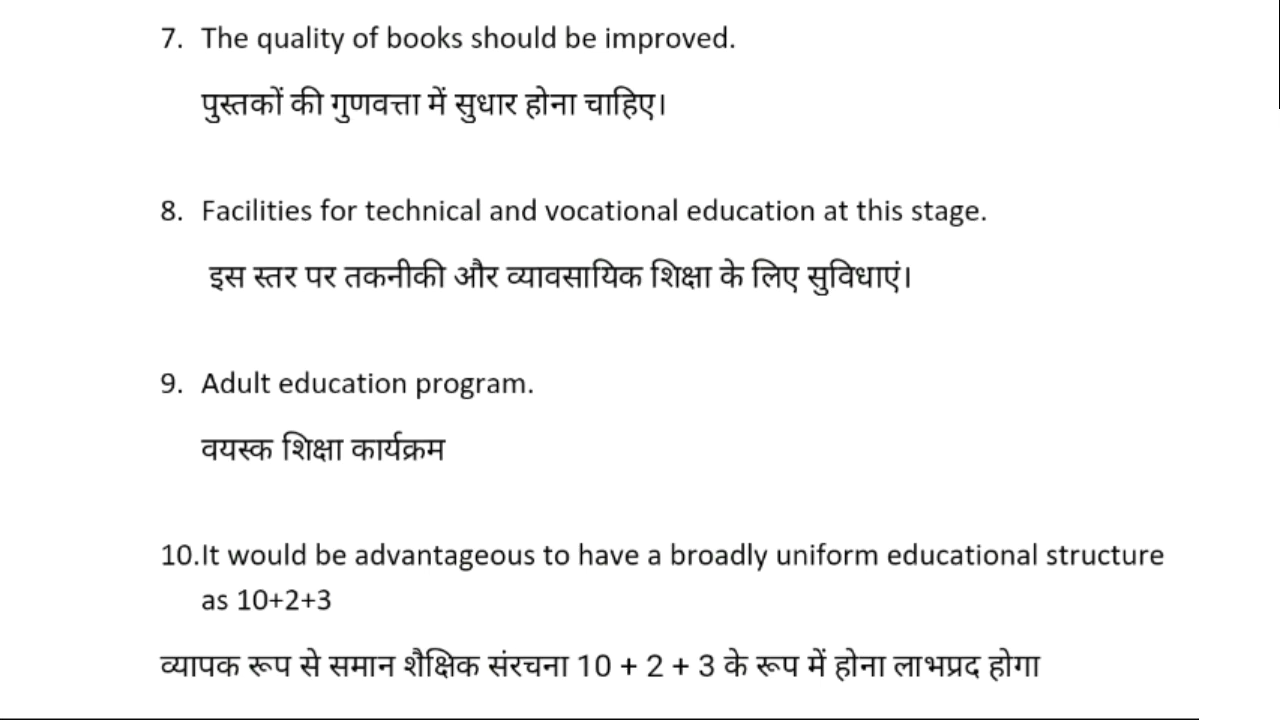 7. The quality of books should be improved.
पुस्तकों की गुणवत्ता में सुधार होना चाहिए।
8. Facilities for technical and vocational education at this stage.
इस स्तर पर तकनीकी और व्यावसायिक शिक्षा के लिए सुविधाएं।
9. Adult education program.
वयस्क शिक्षा कार्यक्रम
10.It would be advantageous to have a broadly uniform educational structure
as 10+2+3
व्यापक रूप से समान शैक्षिक संरचना 10 + 2 + 3 के रूप में होना लाभप्रद होगा